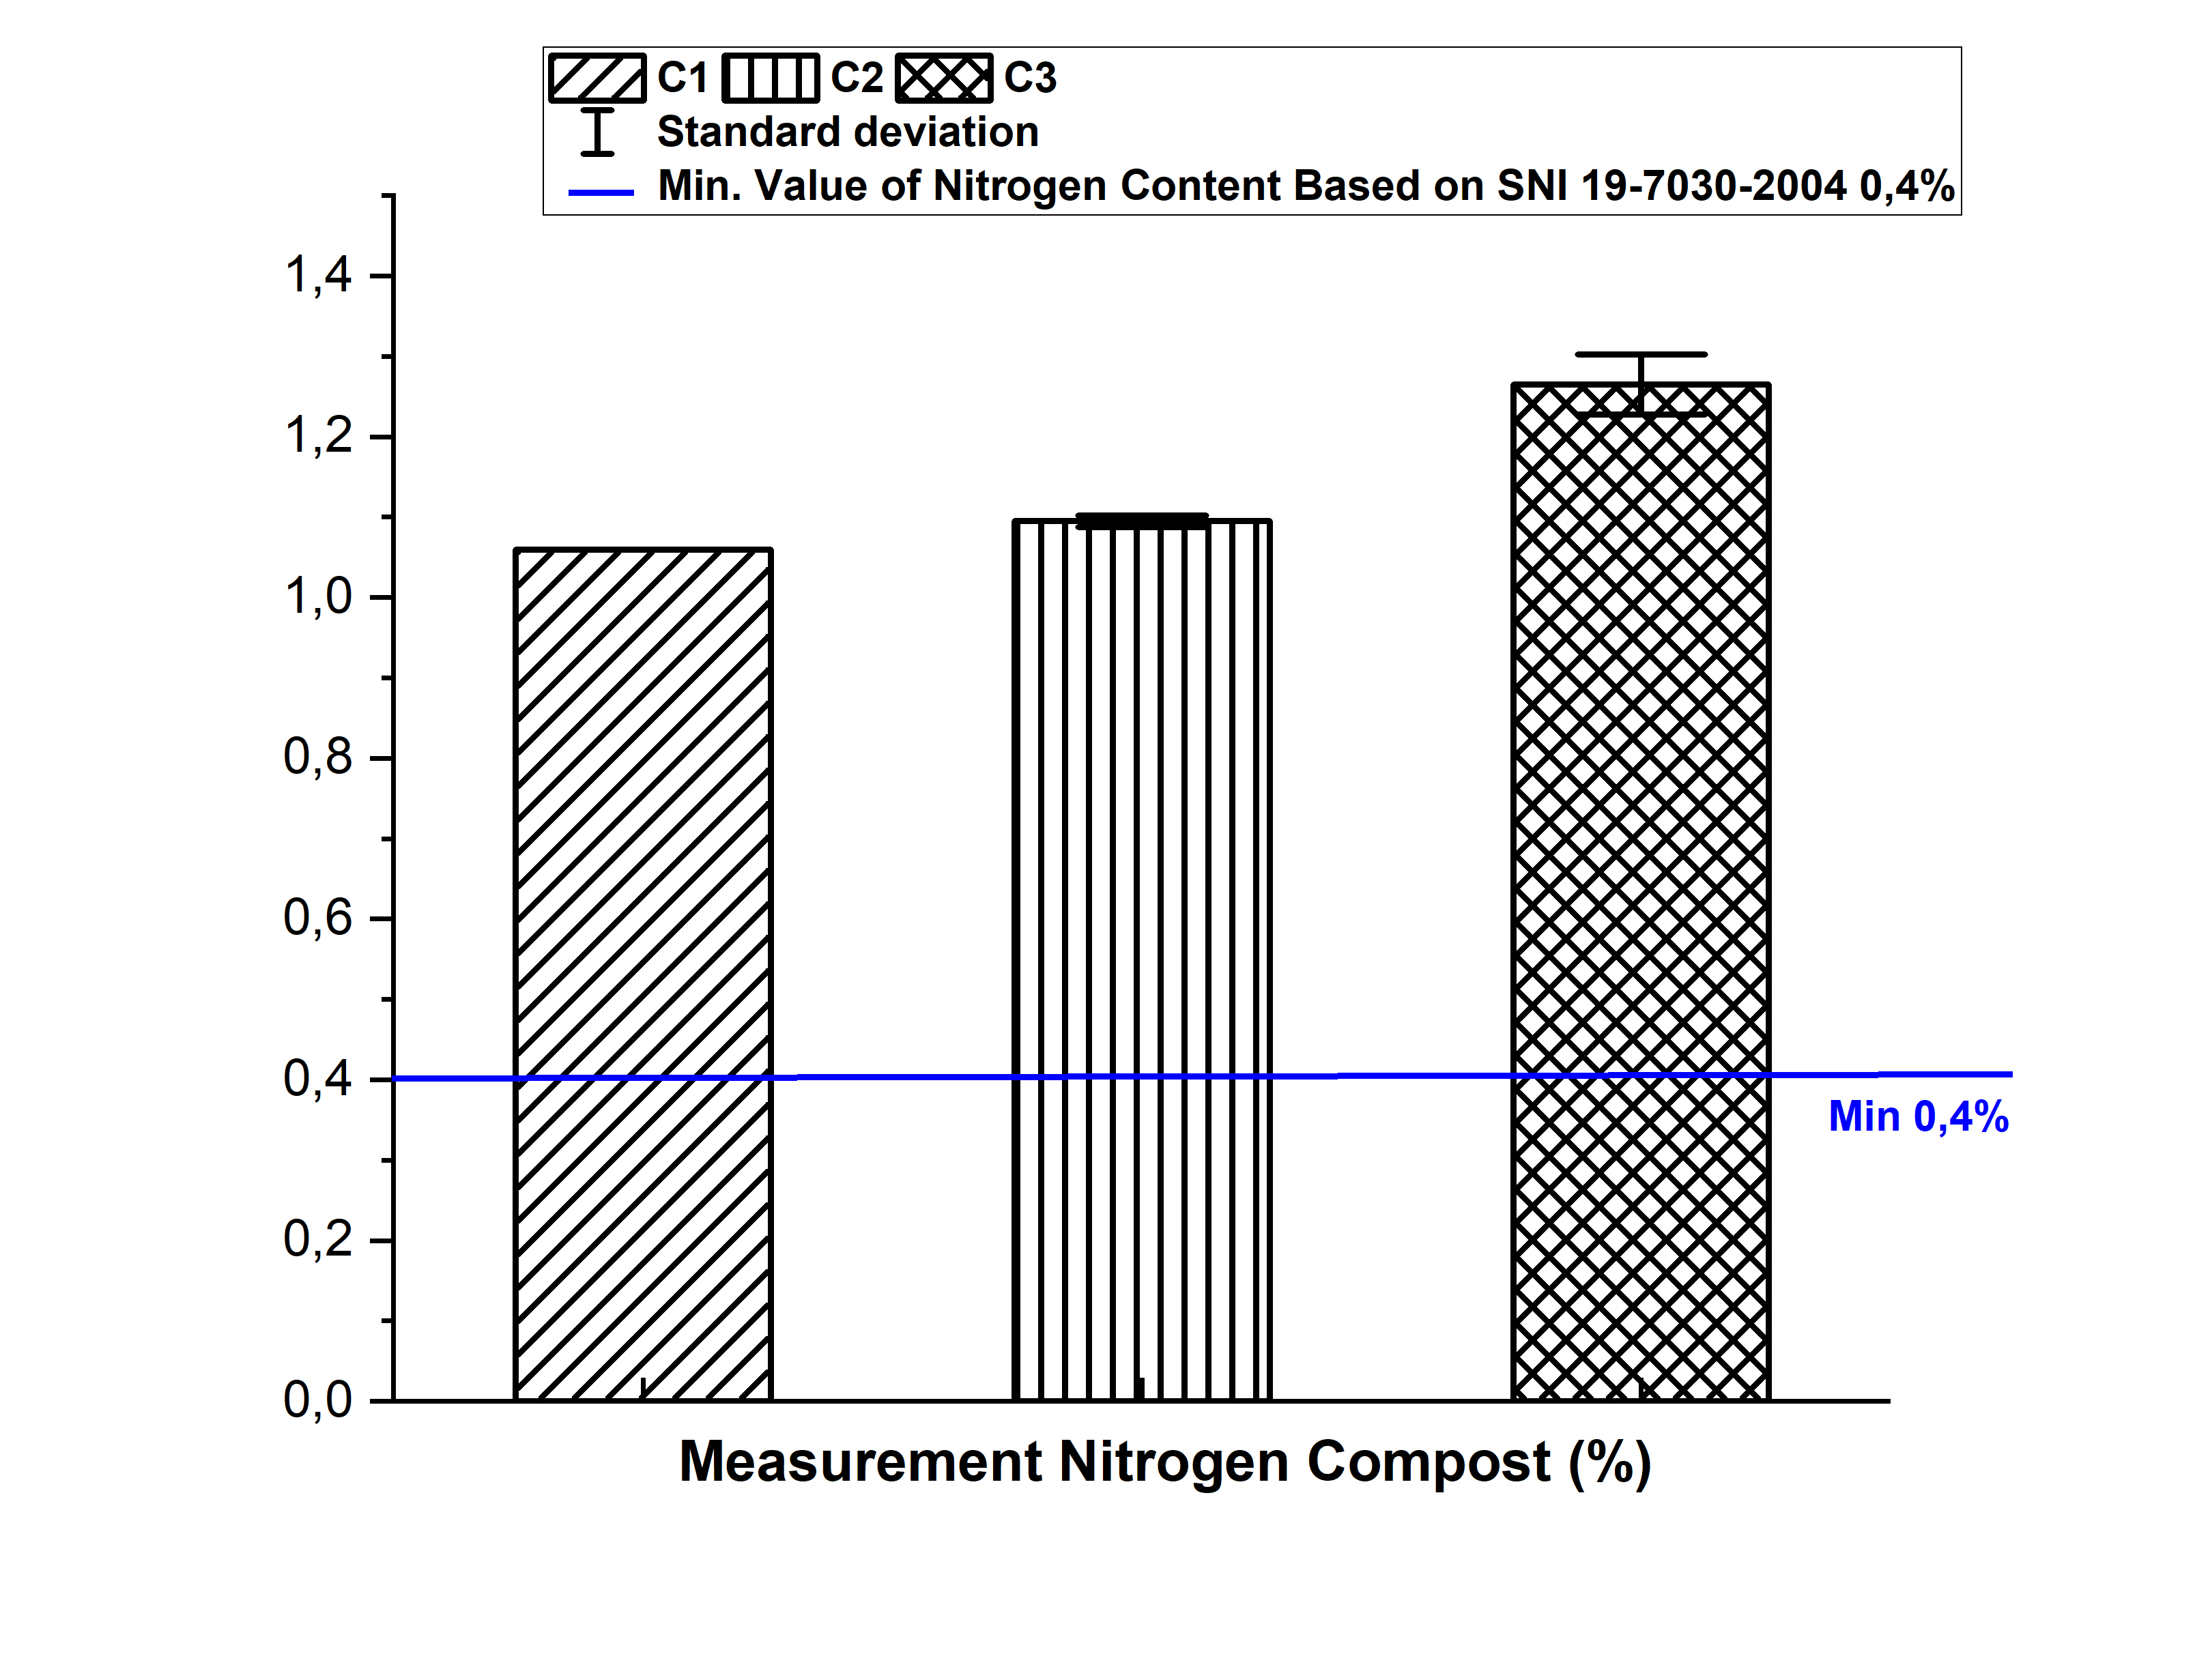 C1 C2 C3
Standard deviation
Min. Value of Nitrogen Content Based on SNI 19-7030-2004 0,4%
1,4
1,2
1,0
0,8
0,6
0,4
Min 0,4%
0,2
0,0
Measurement Nitrogen Compost (%)